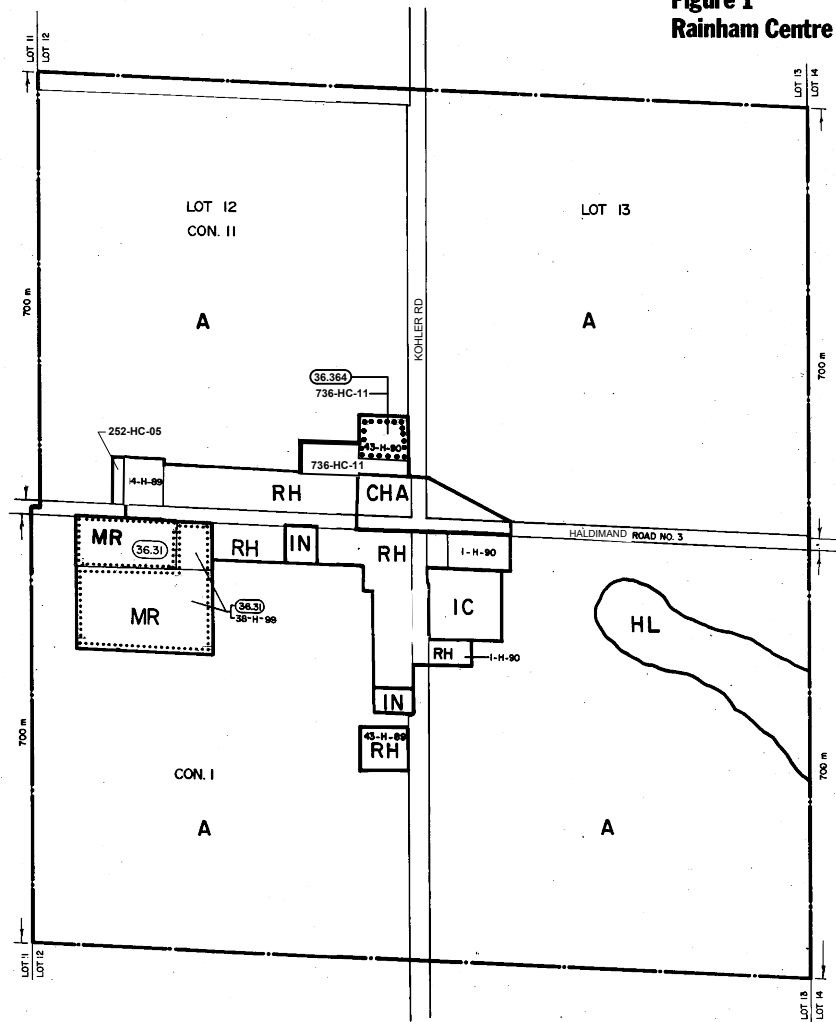 Figure 1
Rainham Centre
LOT 11
LOT 12
LOT 13
LOT 14
LOT 12
CON. 11
LOT 13
700 m
A
KOHLER RD
A
700 m
36.364
736-HC-11
252-HC-05
43-H-90
736-HC-11
4-H-89
RH
CHA
HALDIMAND ROAD NO. 3
MR
36.31
RH
IN
RH
1-H-90
MR
36.31
38-H-99
IC
HL
RH
1-H-90
IN
43-H-89
RH
700 m
CON. 1
A
A
700 m
LOT 11
LOT 12
LOT 13
LOT 14